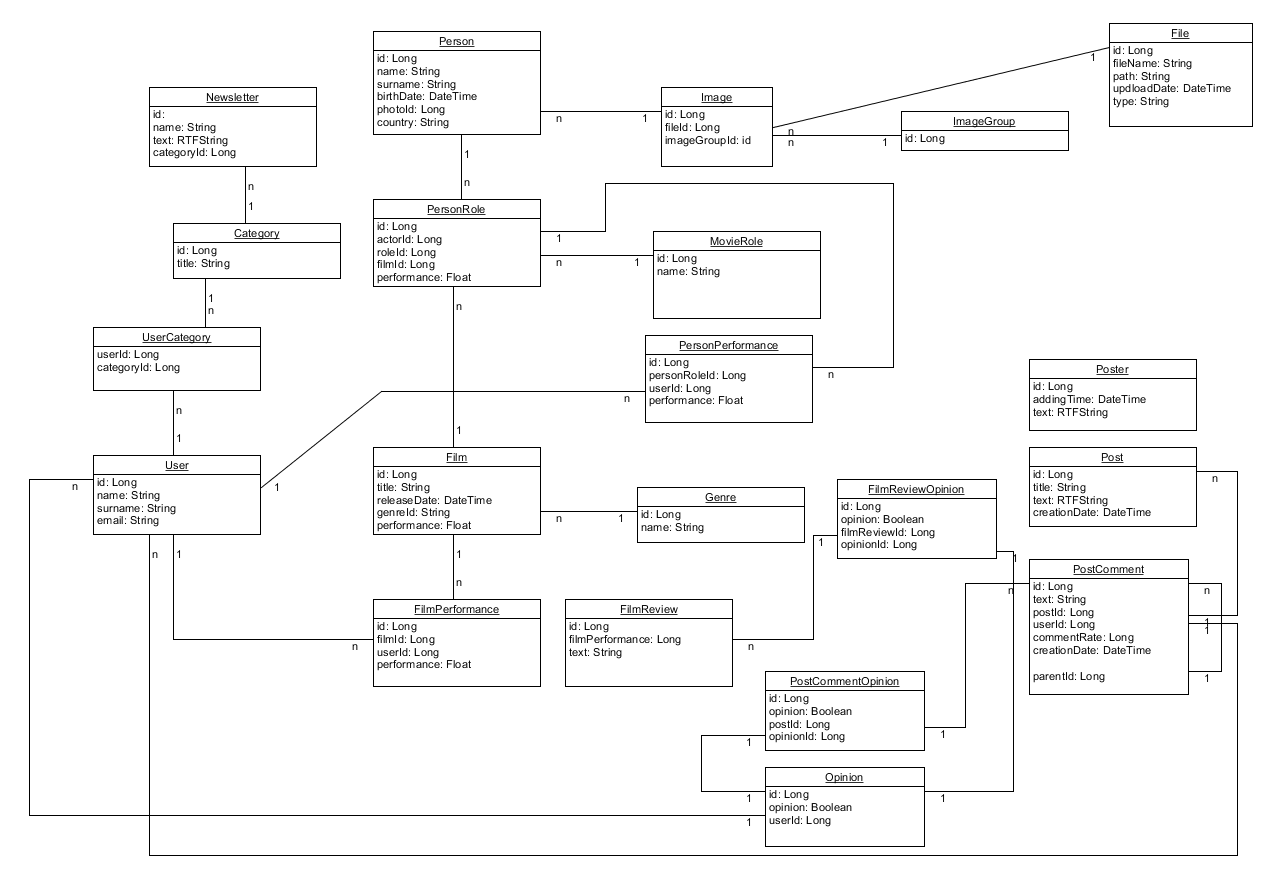 Person
id: Long
name: String
surname: String
birthDate: DateTime
photoId: Long
country: String
n
1
1
n
File
id: Long
fileName: String
path: String
updloadDate: DateTime
type: String
1
Newsletter
id:
name: String
text: RTFString
categoryId: Long
n
1
Image
id: Long
fileId: Long
imageGroupId: id
n
n
1
ImageGroup
id: Long
Category
id: Long
title: String
1
n
PersonRole
id: Long
actorId: Long
roleId: Long
filmId: Long
performance: Float
1
n
1
n
1
MovieRole
id: Long
name: String
UserCategory
userId: Long
categoryId: Long
n
1
PersonPerformance
id: Long
personRoleId: Long
userId: Long
performance: Float
n
n
Poster
id: Long
addingTime: DateTime
text: RTFString
User
id: Long
name: String
surname: String
email: String
n
1
n
1
Film
id: Long
title: String
releaseDate: DateTime
genreId: String
performance: Float
n
1
1
n
Genre
id: Long
name: String
FilmReviewOpinion
id: Long
opinion: Boolean
filmReviewId: Long
opinionId: Long
1
1
Post
id: Long
title: String
text: RTFString
creationDate: DateTime
n
FilmPerformance
id: Long
filmId: Long
userId: Long
performance: Float
n
FilmReview
id: Long
filmPerformance: Long
text: String
n
PostComment
id: Long
text: String
postId: Long
userId: Long
commentRate: Long
creationDate: DateTime
parentId: Long
n
n
1
1
1
PostCommentOpinion
id: Long
opinion: Boolean
postId: Long
opinionId: Long
1
1
Opinion
id: Long
opinion: Boolean
userId: Long
1
1
1